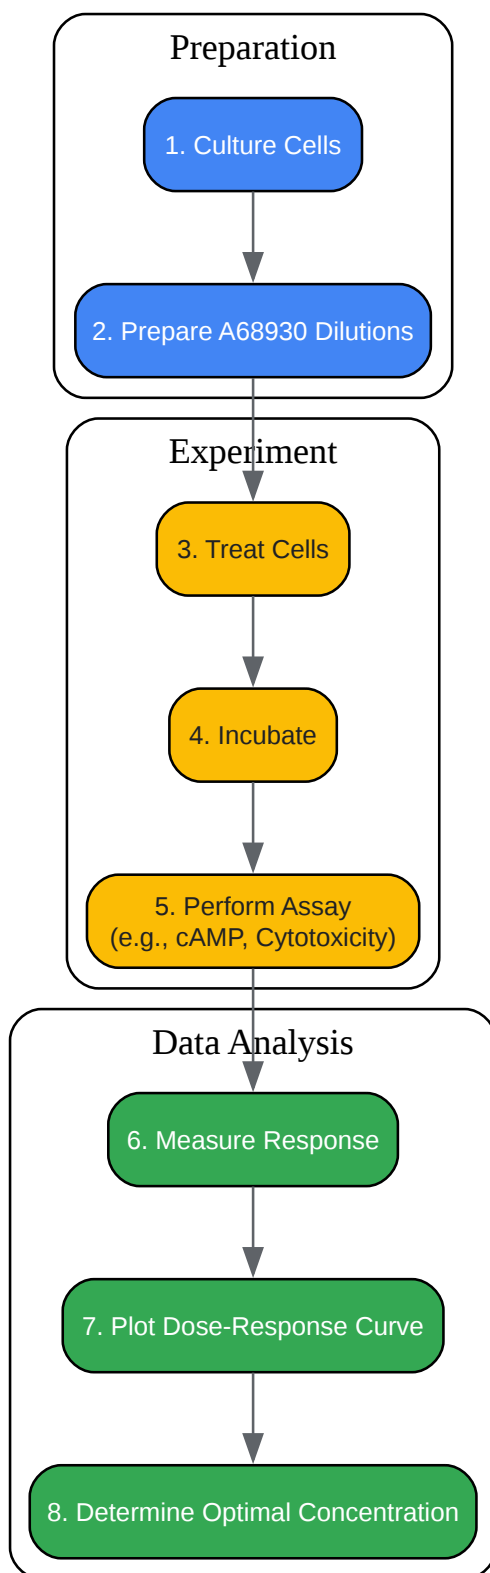 Preparation
1. Culture Cells
2. Prepare A68930 Dilutions
Experiment
3. Treat Cells
4. Incubate
5. Perform Assay
(e.g., cAMP, Cytotoxicity)
Data Analysis
6. Measure Response
7. Plot Dose-Response Curve
8. Determine Optimal Concentration